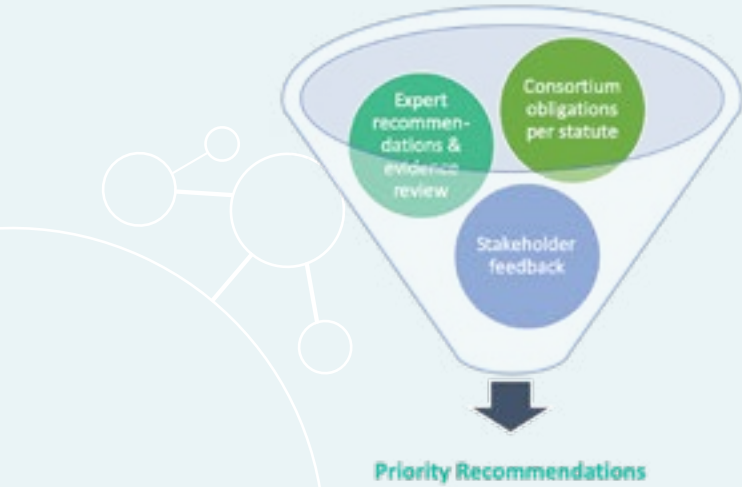 Expert
recommen-
dations &
evidence
review
Consortium
obligations
per statute
Stakeholder
feedback
Priority Recommendations